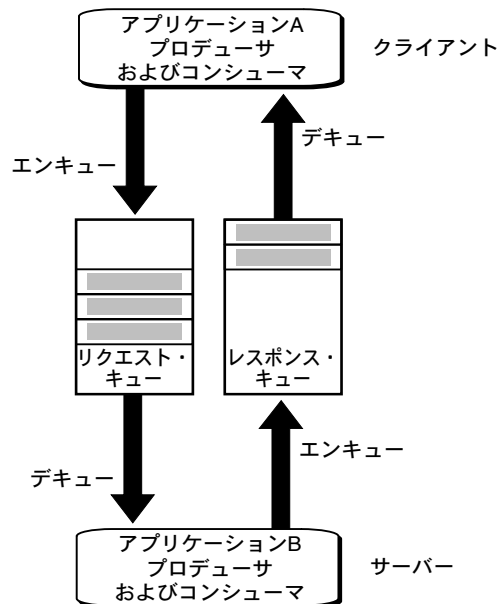 アプリケーションA
プロデューサ
およびコンシューマ
クライアント
デキュー
エンキュー
リクエスト・
キュー
レスポンス・
キュー
エンキュー
デキュー
アプリケーションB
プロデューサ
およびコンシューマ
サーバー